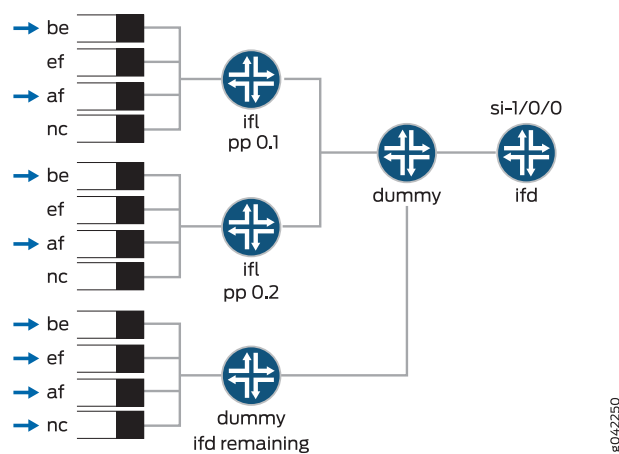 be
ef
af
nc
ifl
pp 0.1
be
ef
af
nc
ifl
pp 0.2
be
ef
af
nc
dummy
ifd remaining
dummy
si-1/0/0
ifd
g042250